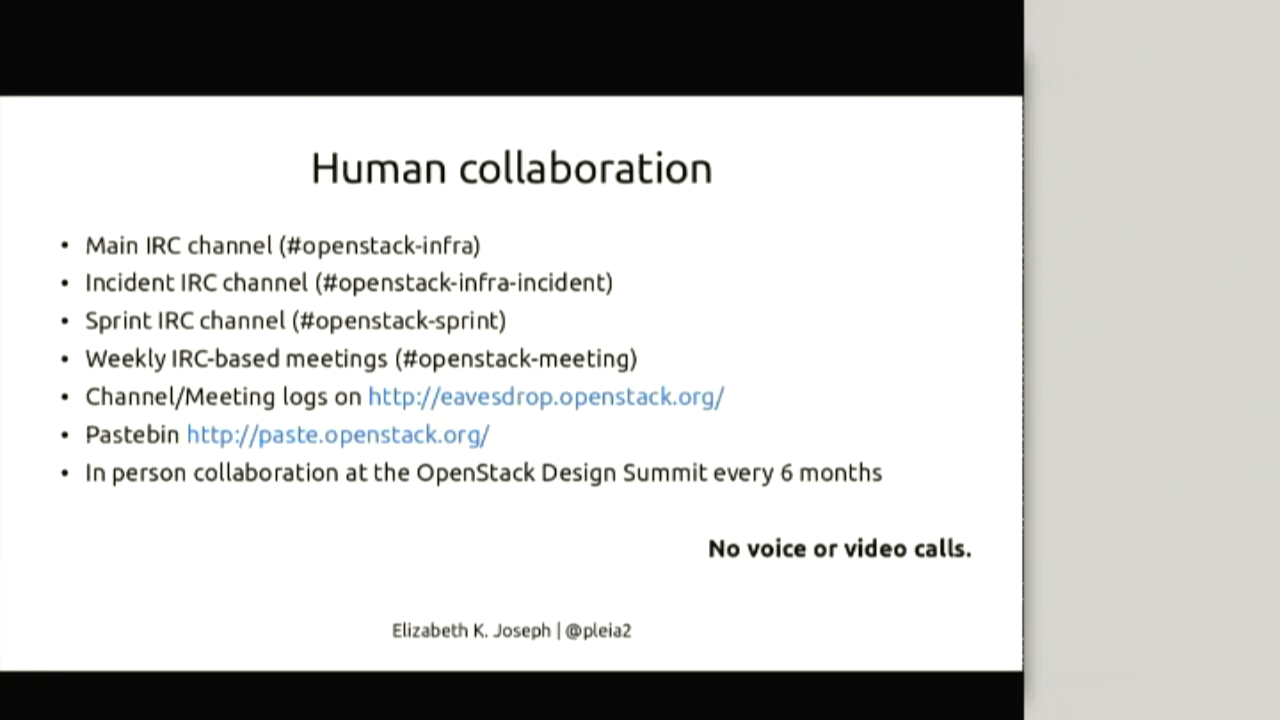 Human collaboration
• Main IRC channel (#openstack-infra)
• Incident IRC channel (#openstack-infra-incident)
• Sprint IRC channel (#openstack-sprint)
• Weekly IRC-based meetings (#openstack-meeting)
• Channel/Meeting logs on http://eavesdrop.openstack.org/
• Pastebin http://paste.openstack.org/
• In person collaboration at the OpenStack Design Summit every 6 months
No voice or video calls.
Elizabeth K. Joseph | @pleia2